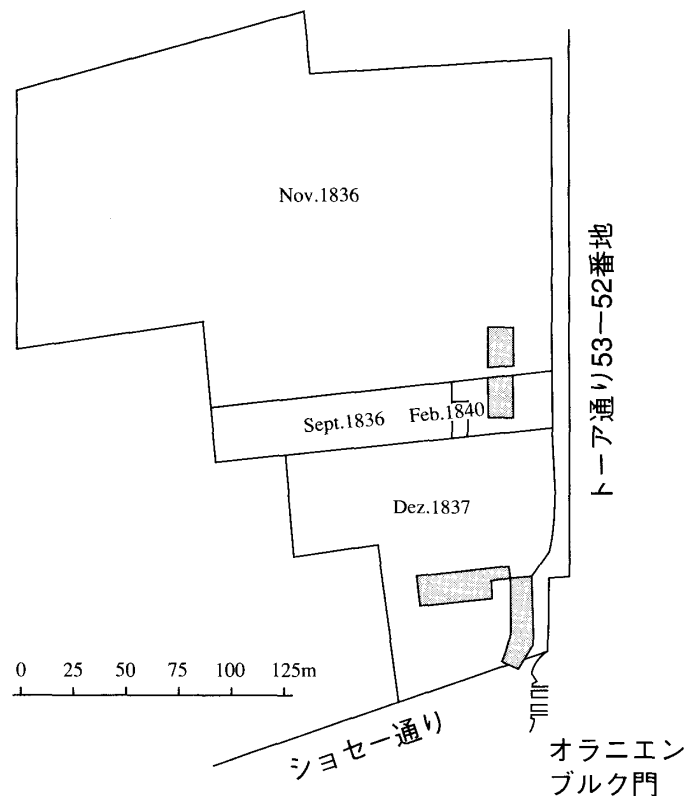 Nov.1836
トーア通り53—52番地
Sept.1836
Feb.1840
Dez.1837
0 25 50 75 100 125m
ショセー通り
オラニエン
ブルク門